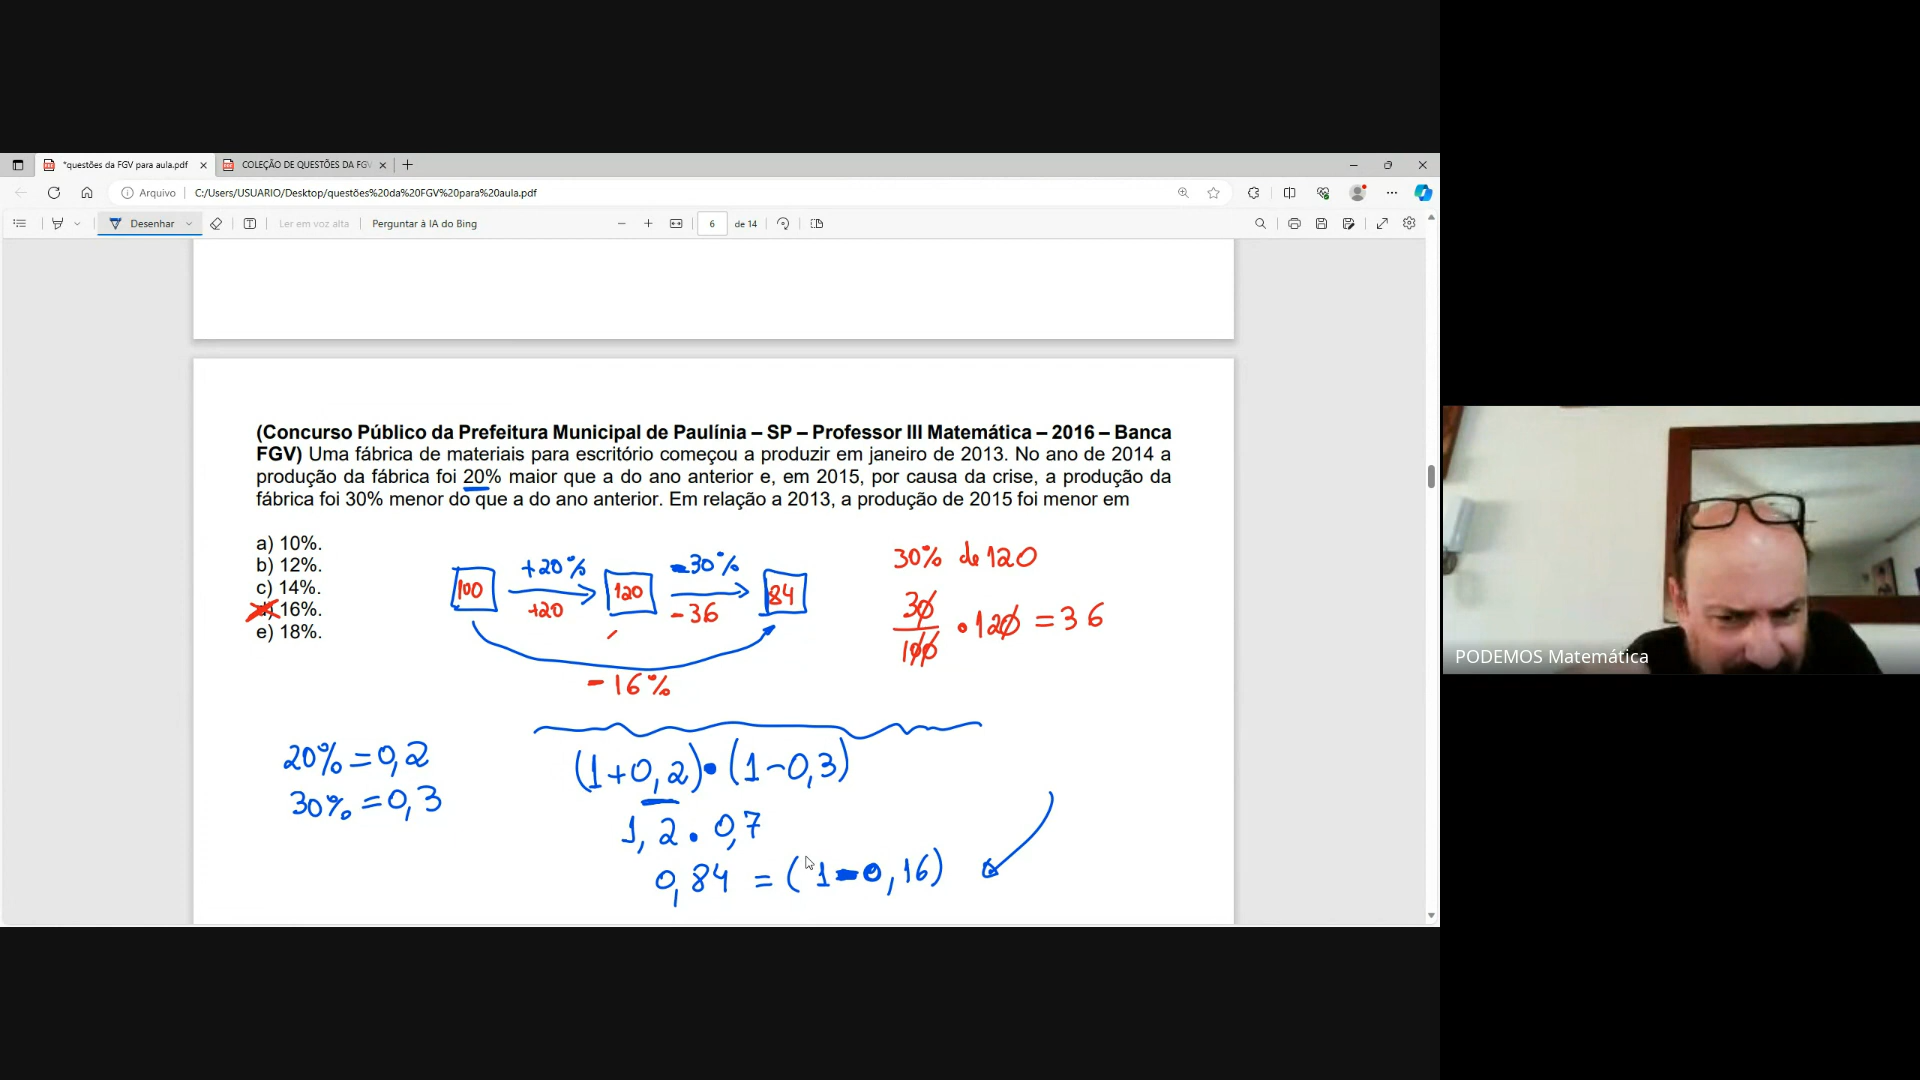 *questões da FGV para aula.pdf
COLEÇÃO DE QUESTÕES DA FGV
Arquivo
C:/Users/USUARIO/Desktop/questões%20da%20FGV%20para%20aula.pdf
Desenhar
Ler em voz alta
Perguntar à IA do Bing
6
de 14
(Concurso Público da Prefeitura Municipal de Paulínia – SP – Professor III Matemática – 2016 – Banca
FGV) Uma fábrica de materiais para escritório começou a produzir em janeiro de 2013. No ano de 2014 a
produção da fábrica foi 20% maior que a do ano anterior e, em 2015, por causa da crise, a produção da
fábrica foi 30% menor do que a do ano anterior. Em relação a 2013, a produção de 2015 foi menor em
a) 10%.
b) 12%.
c) 14%.
d) 16%.
e) 18%.
+20% -30%
100 120 84
+20 -36
-16%
30% de 120
30/100 • 120 = 36
20% = 0,2
30% = 0,3
(1+0,2)•(1-0,3)
1,2 . 0,7
0,84 = (1-0,16)
PODEMOS Matemática